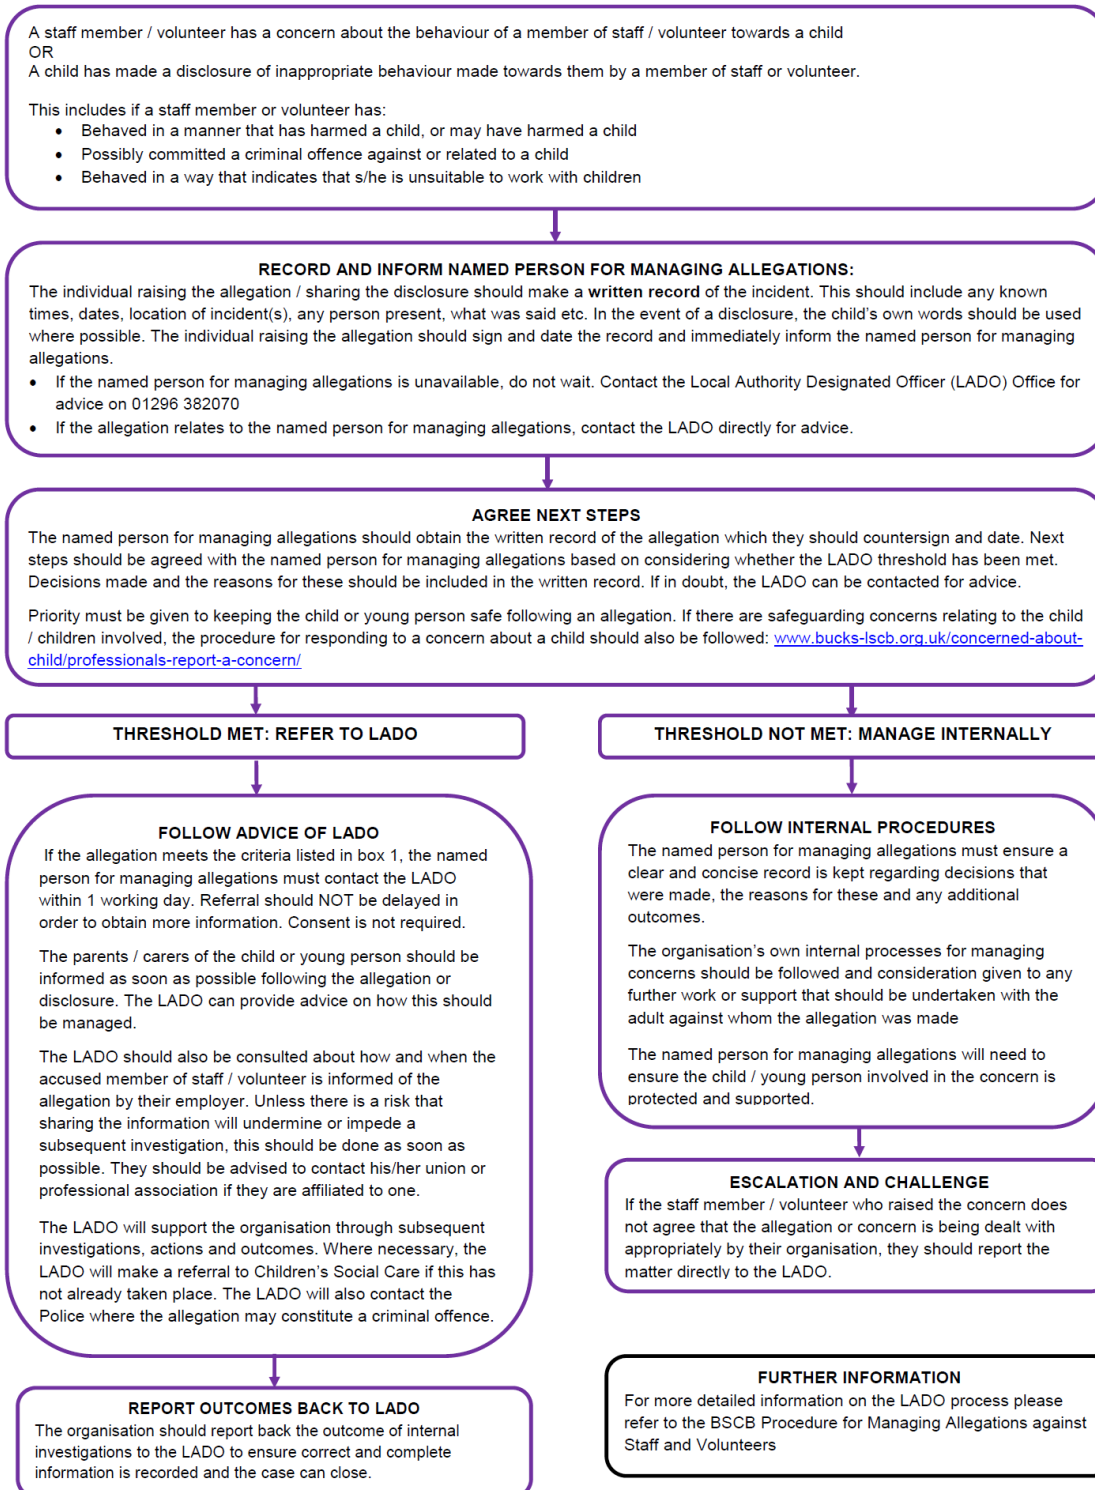 A staff member / volunteer has a concern about the behaviour of a member of staff / volunteer towards a child
OR
A child has made a disclosure of inappropriate behaviour made towards them by a member of staff or volunteer.
This includes if a staff member or volunteer has:
• Behaved in a manner that has harmed a child, or may have harmed a child
• Possibly committed a criminal offence against or related to a child
• Behaved in a way that indicates that s/he is unsuitable to work with children
RECORD AND INFORM NAMED PERSON FOR MANAGING ALLEGATIONS:
The individual raising the allegation / sharing the disclosure should make a written record of the incident. This should include any known
times, dates, location of incident(s), any person present, what was said etc. In the event of a disclosure, the child's own words should be used
where possible. The individual raising the allegation should sign and date the record and immediately inform the named person for managing
allegations.
• If the named person for managing allegations is unavailable, do not wait. Contact the Local Authority Designated Officer (LADO) Office for
advice on 01296 382070
• If the allegation relates to the named person for managing allegations, contact the LADO directly for advice.
AGREE NEXT STEPS
The named person for managing allegations should obtain the written record of the allegation which they should countersign and date. Next
steps should be agreed with the named person for managing allegations based on considering whether the LADO threshold has been met.
Decisions made and the reasons for these should be included in the written record. If in doubt, the LADO can be contacted for advice.
Priority must be given to keeping the child or young person safe following an allegation. If there are safeguarding concerns relating to the child
/ children involved, the procedure for responding to a concern about a child should also be followed: www.bucks-lscb.org.uk/concerned-about-
child/professionals-report-a-concern/
THRESHOLD MET: REFER TO LADO
FOLLOW ADVICE OF LADO
If the allegation meets the criteria listed in box 1, the named
person for managing allegations must contact the LADO
within 1 working day. Referral should NOT be delayed in
order to obtain more information. Consent is not required.
The parents / carers of the child or young person should be
informed as soon as possible following the allegation or
disclosure. The LADO can provide advice on how this should
be managed.
The LADO should also be consulted about how and when the
accused member of staff / volunteer is informed of the
allegation by their employer. Unless there is a risk that
sharing the information will undermine or impede a
subsequent investigation, this should be done as soon as
possible. They should be advised to contact his/her union or
professional association if they are affiliated to one.
The LADO will support the organisation through subsequent
investigations, actions and outcomes. Where necessary, the
LADO will make a referral to Children's Social Care if this has
not already taken place. The LADO will also contact the
Police where the allegation may constitute a criminal offence.
REPORT OUTCOMES BACK TO LADO
The organisation should report back the outcome of internal
investigations to the LADO to ensure correct and complete
information is recorded and the case can close.
THRESHOLD NOT MET: MANAGE INTERNALLY
FOLLOW INTERNAL PROCEDURES
The named person for managing allegations must ensure a
clear and concise record is kept regarding decisions that
were made, the reasons for these and any additional
outcomes.
The organisation's own internal processes for managing
concerns should be followed and consideration given to any
further work or support that should be undertaken with the
adult against whom the allegation was made
The named person for managing allegations will need to
ensure the child / young person involved in the concern is
protected and supported.
ESCALATION AND CHALLENGE
If the staff member / volunteer who raised the concern does
not agree that the allegation or concern is being dealt with
appropriately by their organisation, they should report the
matter directly to the LADO.
FURTHER INFORMATION
For more detailed information on the LADO process please
refer to the BSCB Procedure for Managing Allegations against
Staff and Volunteers